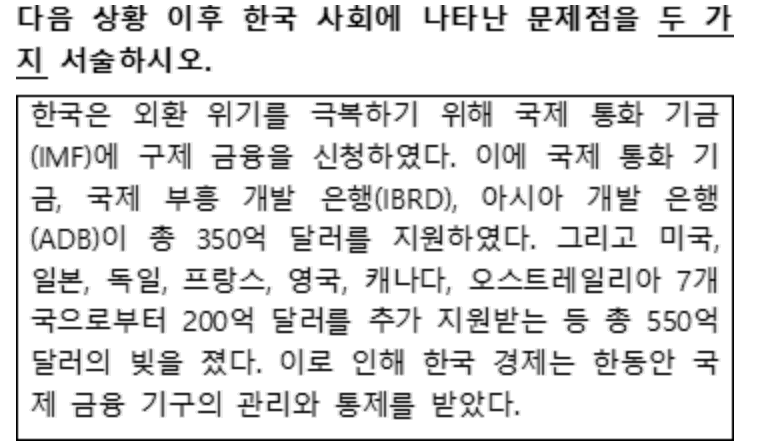 다음 상황 이후 한국 사회에 나타난 문제점을 두 가
지 서술하시오.
한국은 외환 위기를 극복하기 위해 국제 통화 기금
(IMF)에 구제 금융을 신청하였다. 이에 국제 통화 기
금, 국제 부흥 개발 은행(IBRD), 아시아 개발 은행
(ADB)이 총 350억 달러를 지원하였다. 그리고 미국,
일본, 독일, 프랑스, 영국, 캐나다, 오스트레일리아 7개
국으로부터 200억 달러를 추가 지원받는 등 총 550억
달러의 빚을 졌다. 이로 인해 한국 경제는 한동안 국
제 금융 기구의 관리와 통제를 받았다.